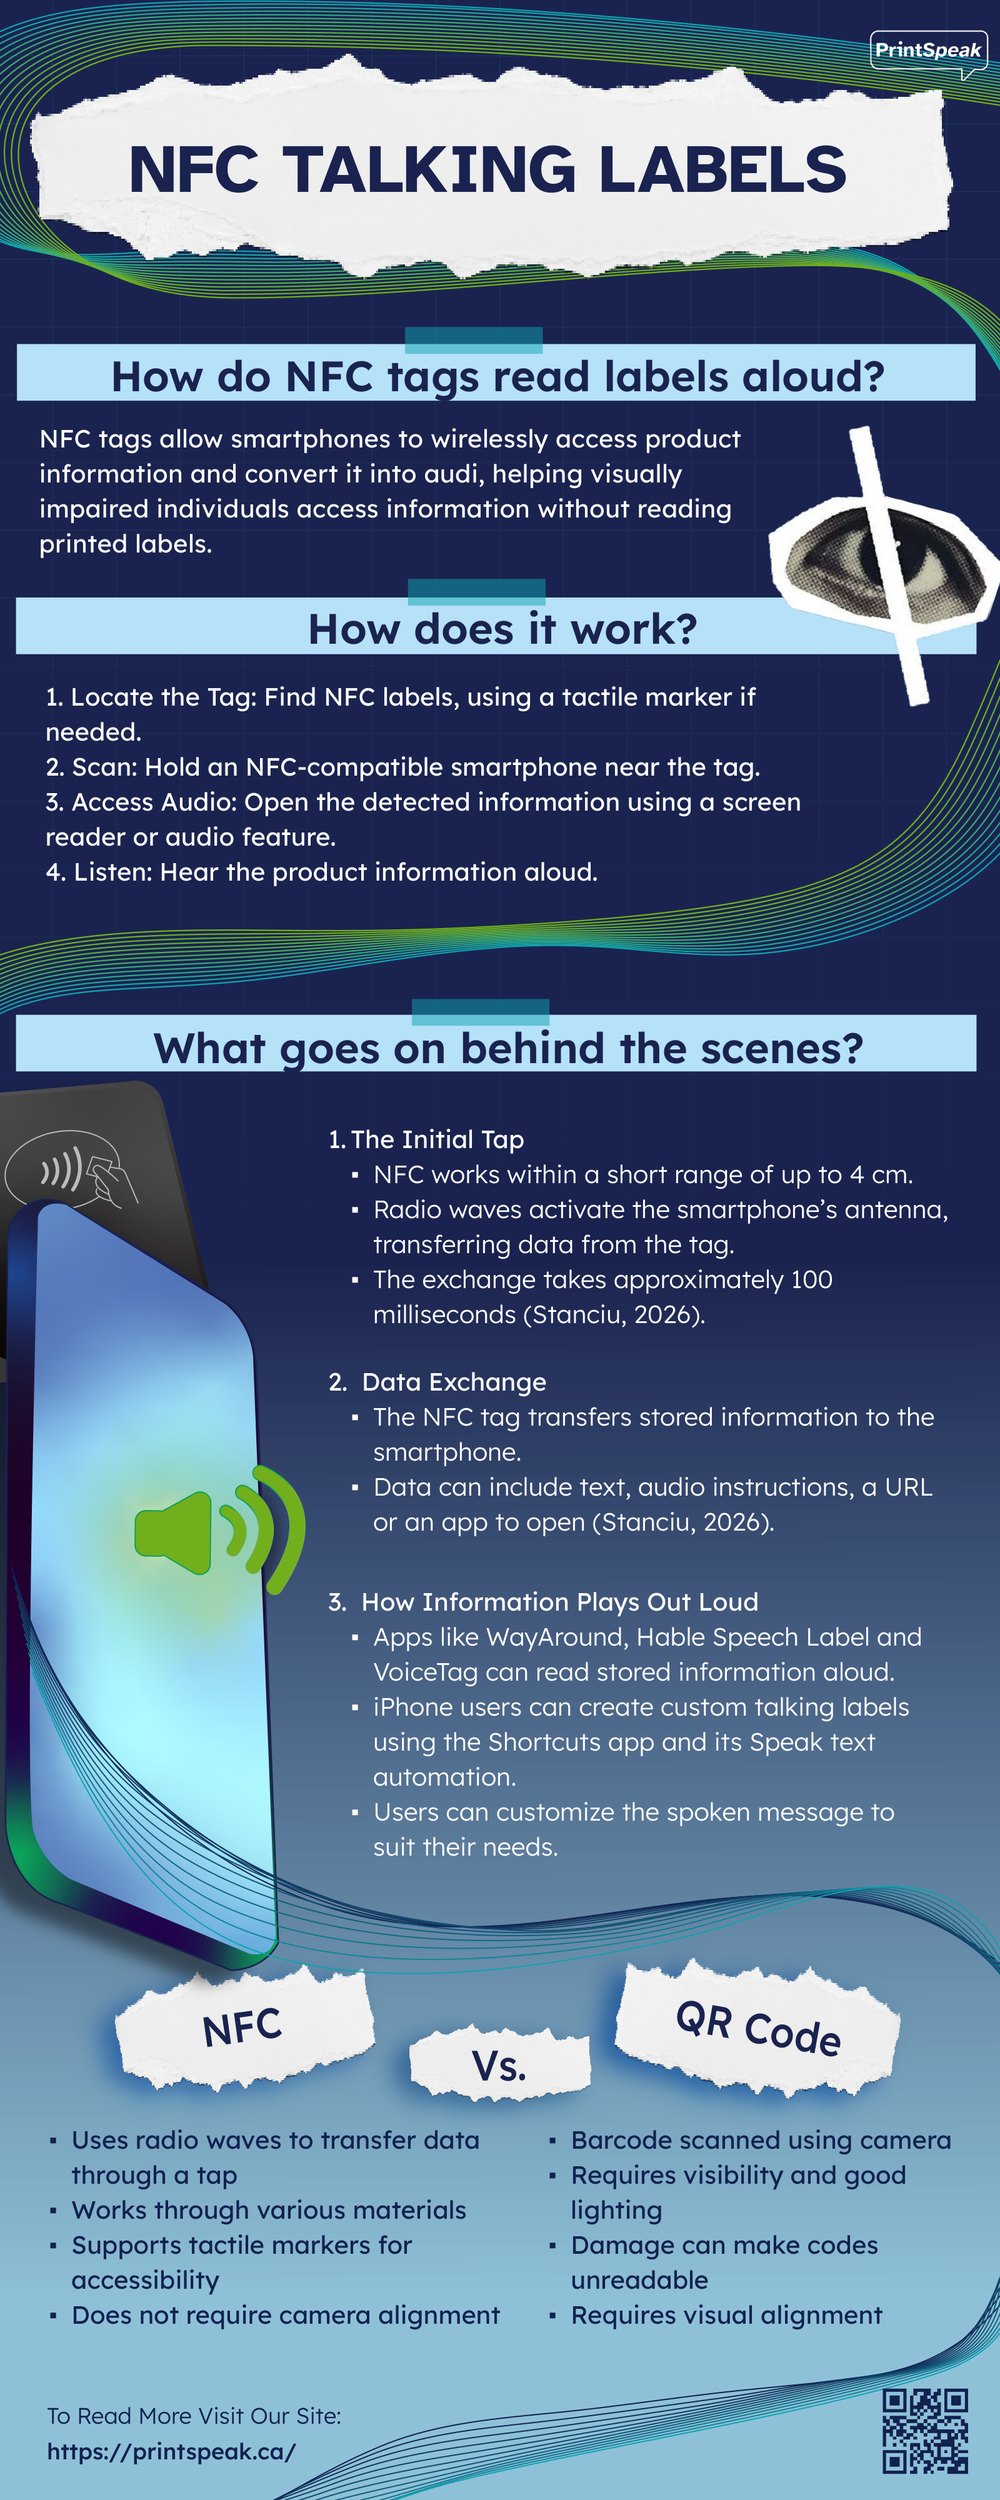 PrintSpeak
NFC TALKING LABELS
How do NFC tags read labels aloud?
NFC tags allow smartphones to wirelessly access product
information and convert it into audi, helping visually
impaired individuals access information without reading
printed labels.
How does it work?
1. Locate the Tag: Find NFC labels, using a tactile marker if
needed.
2. Scan: Hold an NFC-compatible smartphone near the tag.
3. Access Audio: Open the detected information using a screen
reader or audio feature.
4. Listen: Hear the product information aloud.
What goes on behind the scenes?
1. The Initial Tap
▪ NFC works within a short range of up to 4 cm.
▪ Radio waves activate the smartphone’s antenna,
transferring data from the tag.
▪ The exchange takes approximately 100
milliseconds (Stanciu, 2026).
2. Data Exchange
▪ The NFC tag transfers stored information to the
smartphone.
▪ Data can include text, audio instructions, a URL
or an app to open (Stanciu, 2026).
3. How Information Plays Out Loud
▪ Apps like WayAround, Hable Speech Label and
VoiceTag can read stored information aloud.
▪ iPhone users can create custom talking labels
using the Shortcuts app and its Speak text
automation.
▪ Users can customize the spoken message to
suit their needs.
NFC
Vs.
QR Code
▪ Uses radio waves to transfer data
through a tap
▪ Works through various materials
▪ Supports tactile markers for
accessibility
▪ Does not require camera alignment
▪ Barcode scanned using camera
▪ Requires visibility and good
lighting
▪ Damage can make codes
unreadable
▪ Requires visual alignment
To Read More Visit Our Site:
https://printspeak.ca/